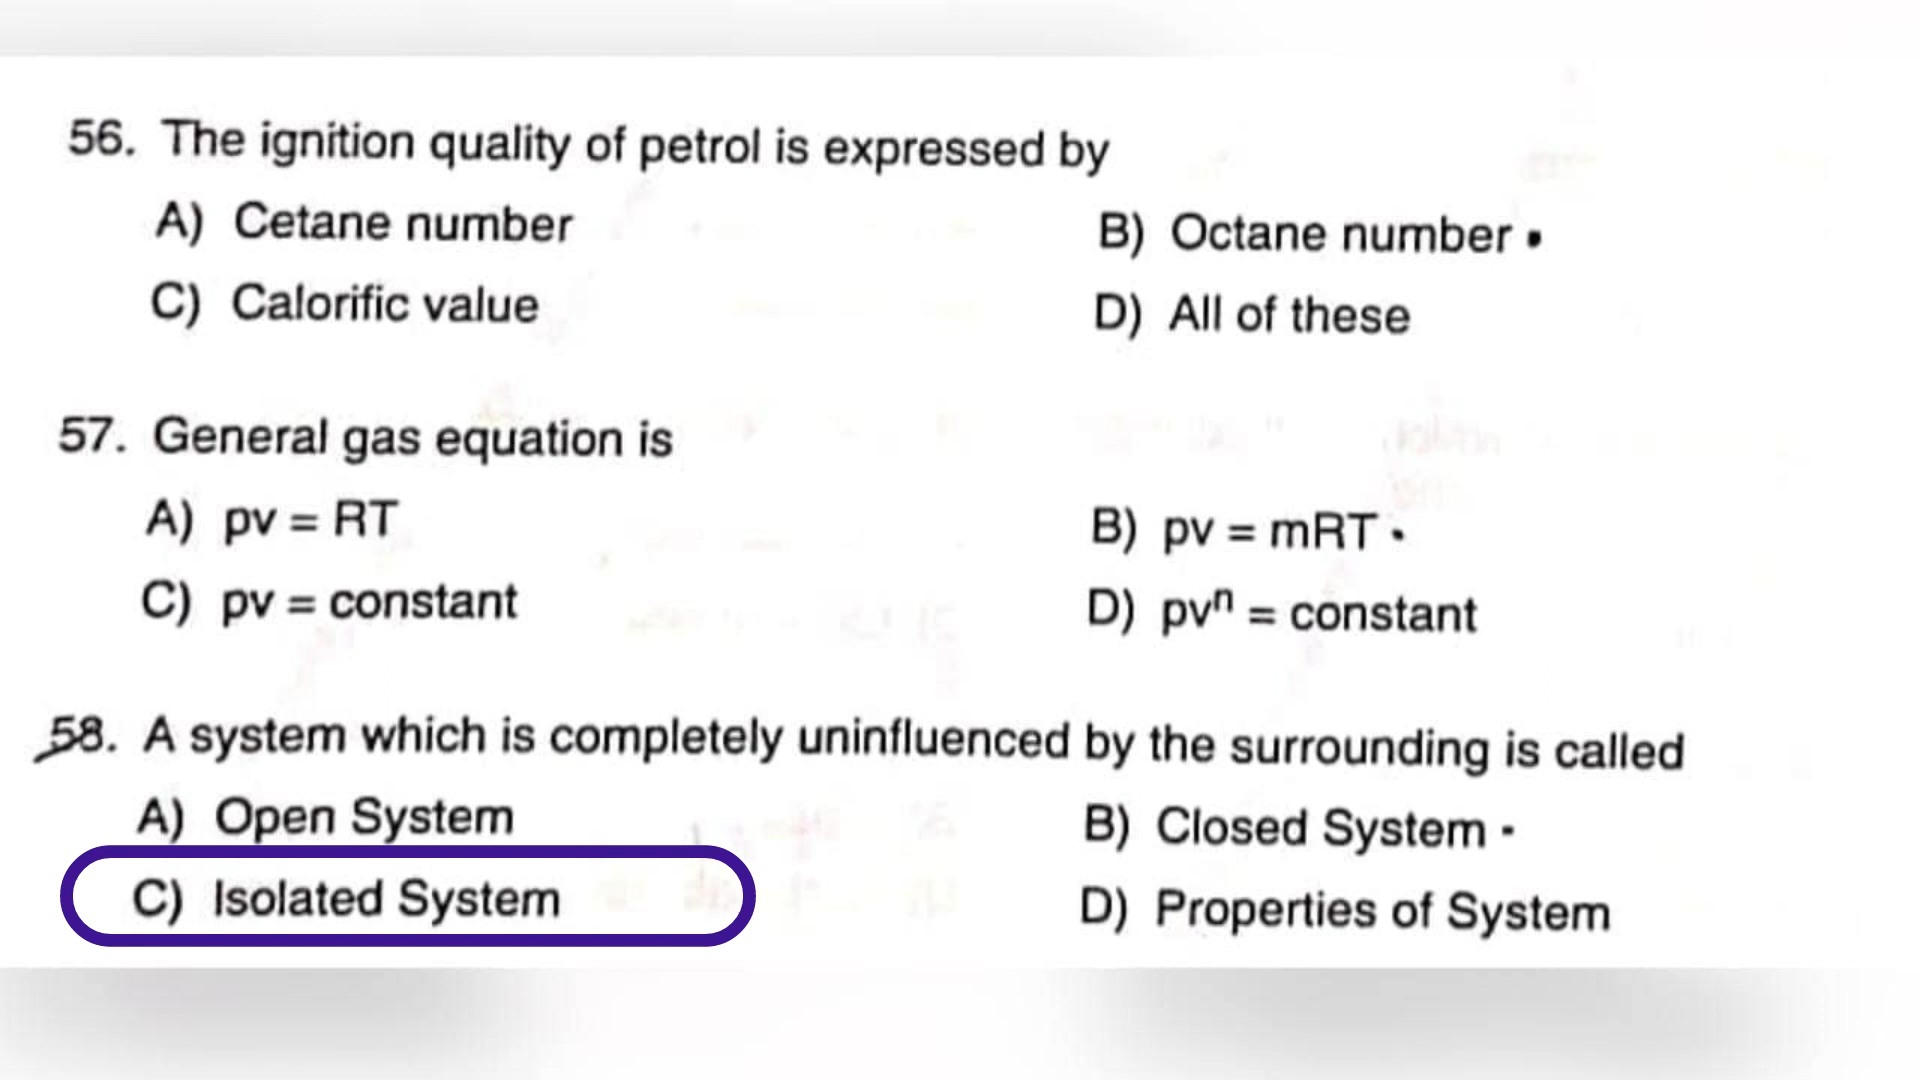 56. The ignition quality of petrol is expressed by
A) Cetane number B) Octane number
C) Calorific value D) All of these
57. General gas equation is
A) pv = RT B) pv = mRT
C) pv = constant D) pvⁿ = constant
58. A system which is completely uninfluenced by the surrounding is called
A) Open System B) Closed System
C) Isolated System D) Properties of System